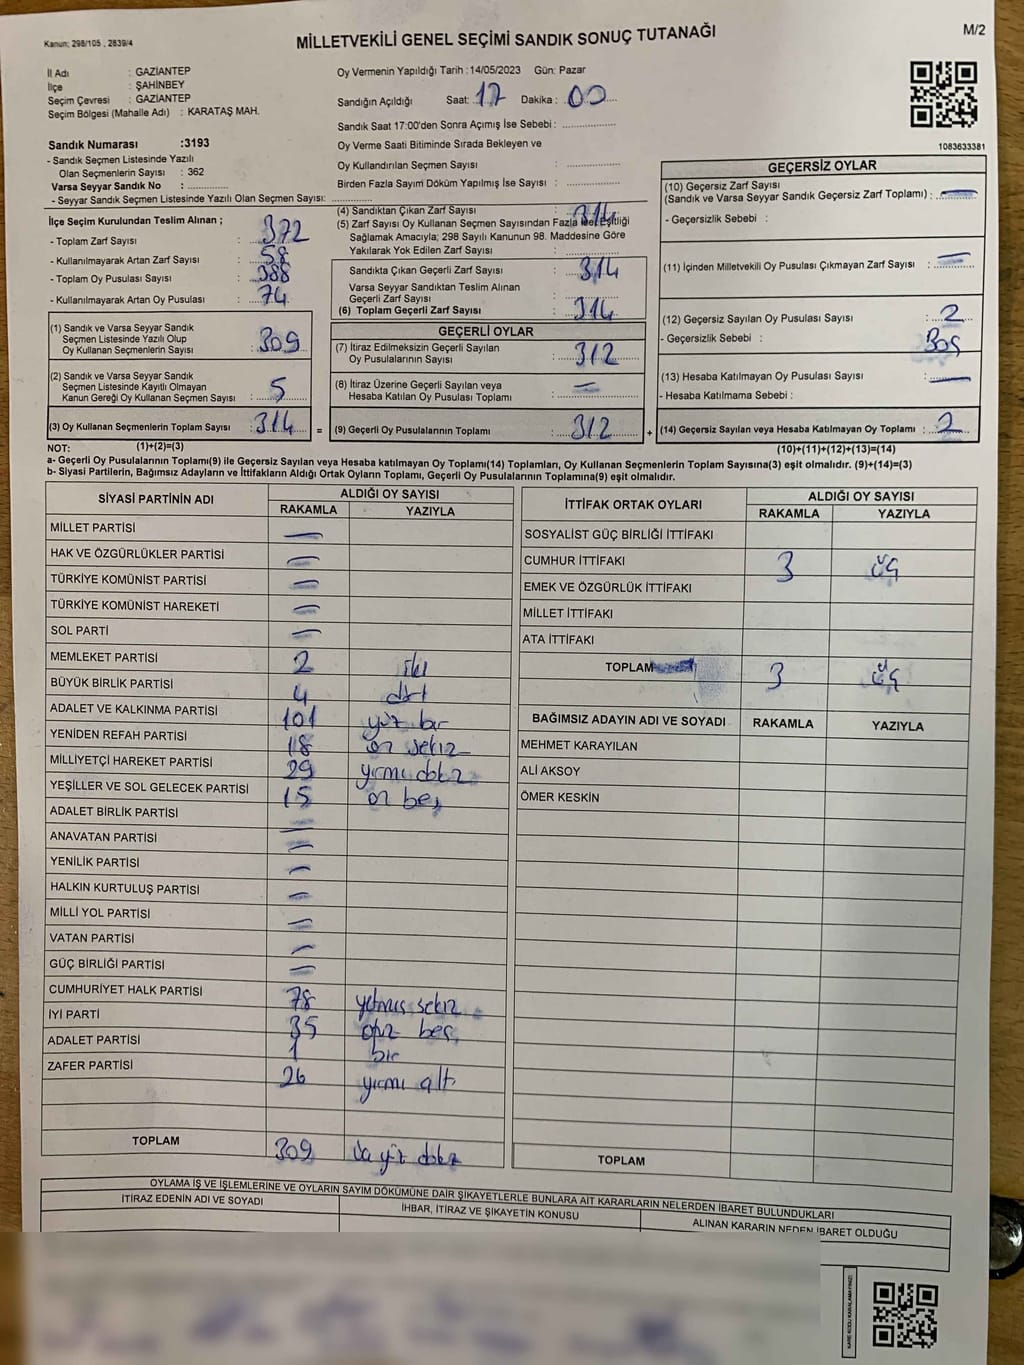 Kanun: 298/105 , 2839/4
MİLLETVEKİLİ GENEL SEÇİMİ SANDIK SONUÇ TUTANAĞI
M/2
İl Adı : GAZİANTEP
İlçe : ŞAHİNBEY
Seçim Çevresi : GAZİANTEP
Seçim Bölgesi (Mahalle Adı) : KARATAŞ MAH.
Sandık Numarası :3193
- Sandık Seçmen Listesinde Yazılı
Olan Seçmenlerin Sayısı : 362
Varsa Seyyar Sandık No : ..............
- Seyyar Sandık Seçmen Listesinde Yazılı Olan Seçmen Sayısı: ..............
Oy Vermenin Yapıldığı Tarih :14/05/2023 Gün: Pazar
Sandığın Açıldığı Saat: 17 Dakika : 00
Sandık Saat 17:00'den Sonra Açımış İse Sebebi : ..............
Oy Verme Saati Bitiminde Sırada Bekleyen ve
Oy Kullandırılan Seçmen Sayısı : ..............
Birden Fazla Sayım Döküm Yapılmış İse Sayısı : ..............
1083633381
İlçe Seçim Kurulundan Teslim Alınan ;
- Toplam Zarf Sayısı : 372
- Kullanılmayarak Artan Zarf Sayısı : 58
- Toplam Oy Pusulası Sayısı : 388
- Kullanılmayarak Artan Oy Pusulası : 74
(1) Sandık ve Varsa Seyyar Sandık
Seçmen Listesinde Yazılı Olup
Oy Kullanan Seçmenlerin Sayısı : 309
(2) Sandık ve Varsa Seyyar Sandık
Seçmen Listesinde Kayıtlı Olmayan
Kanun Gereği Oy Kullanan Seçmen Sayısı : 5
(3) Oy Kullanan Seçmenlerin Toplam Sayısı : 314 =
(4) Sandıktan Çıkan Zarf Sayısı : 314
(5) Zarf Sayısı Oy Kullanan Seçmen Sayısından Fazla ise, Eşitliği
Sağlamak Amacıyla; 298 Sayılı Kanunun 98. Maddesine Göre
Yakılarak Yok Edilen Zarf Sayısı : ..............
Sandıkta Çıkan Geçerli Zarf Sayısı : 314
Varsa Seyyar Sandıktan Teslim Alınan
Geçerli Zarf Sayısı : ..............
(6) Toplam Geçerli Zarf Sayısı : 314
GEÇERLİ OYLAR
(7) İtiraz Edilmeksizin Geçerli Sayılan
Oy Pusulalarının Sayısı : 312
(8) İtiraz Üzerine Geçerli Sayılan veya
Hesaba Katılan Oy Pusulası Toplamı : –
(9) Geçerli Oy Pusulalarının Toplamı : 312 +
GEÇERSİZ OYLAR
(10) Geçersiz Zarf Sayısı
(Sandık ve Varsa Seyyar Sandık Geçersiz Zarf Toplamı) : –
- Geçersizlik Sebebi :
(11) İçinden Milletvekili Oy Pusulası Çıkmayan Zarf Sayısı : –
(12) Geçersiz Sayılan Oy Pusulası Sayısı : 2
- Geçersizlik Sebebi : Boş
(13) Hesaba Katılmayan Oy Pusulası Sayısı : –
- Hesaba Katılmama Sebebi :
(14) Geçersiz Sayılan veya Hesaba Katılmayan Oy Toplamı : 2
NOT: (1)+(2)=(3) (10)+(11)+(12)+(13)=(14)
a- Geçerli Oy Pusulalarının Toplamı(9) ile Geçersiz Sayılan veya Hesaba katılmayan Oy Toplamı(14) Toplamları, Oy Kullanan Seçmenlerin Toplam Sayısına(3) eşit olmalıdır. (9)+(14)=(3)
b- Siyasi Partilerin, Bağımsız Adayların ve İttifakların Aldığı Ortak Oyların Toplamı, Geçerli Oy Pusulalarının Toplamına(9) eşit olmalıdır.
SİYASİ PARTİNİN ADI ALDIĞI OY SAYISI
RAKAMLA YAZIYLA
MİLLET PARTİSİ –
HAK VE ÖZGÜRLÜKLER PARTİSİ –
TÜRKİYE KOMÜNİST PARTİSİ –
TÜRKİYE KOMÜNİST HAREKETİ –
SOL PARTİ –
MEMLEKET PARTİSİ 2 iki
BÜYÜK BİRLİK PARTİSİ 4 dört
ADALET VE KALKINMA PARTİSİ 101 yüz bir
YENİDEN REFAH PARTİSİ 18 on sekiz
MİLLİYETÇİ HAREKET PARTİSİ 29 yirmi dokz
YEŞİLLER VE SOL GELECEK PARTİSİ 15 on beş
ADALET BİRLİK PARTİSİ –
ANAVATAN PARTİSİ –
YENİLİK PARTİSİ –
HALKIN KURTULUŞ PARTİSİ –
MİLLİ YOL PARTİSİ –
VATAN PARTİSİ –
GÜÇ BİRLİĞİ PARTİSİ –
CUMHURİYET HALK PARTİSİ 78 yetmiş sekiz
İYİ PARTİ 35 otuz beş
ADALET PARTİSİ 1 bir
ZAFER PARTİSİ 26 yirmi altı
TOPLAM 309 üç yüz dokz
İTTİFAK ORTAK OYLARI ALDIĞI OY SAYISI
RAKAMLA YAZIYLA
SOSYALİST GÜÇ BİRLİĞİ İTTİFAKI
CUMHUR İTTİFAKI 3 üç
EMEK VE ÖZGÜRLÜK İTTİFAKI
MİLLET İTTİFAKI
ATA İTTİFAKI
TOPLAM 3 üç
BAĞIMSIZ ADAYIN ADI VE SOYADI RAKAMLA YAZIYLA
MEHMET KARAYILAN
ALİ AKSOY
ÖMER KESKİN
TOPLAM
OYLAMA İŞ VE İŞLEMLERİNE VE OYLARIN SAYIM DÖKÜMÜNE DAİR ŞİKAYETLERLE BUNLARA AİT KARARLARIN NELERDEN İBARET BULUNDUKLARI
İTİRAZ EDENİN ADI VE SOYADI İHBAR, İTİRAZ VE ŞİKAYETİN KONUSU ALINAN KARARIN NEDEN İBARET OLDUĞU
KARE KODU KARALAMAYINIZ!